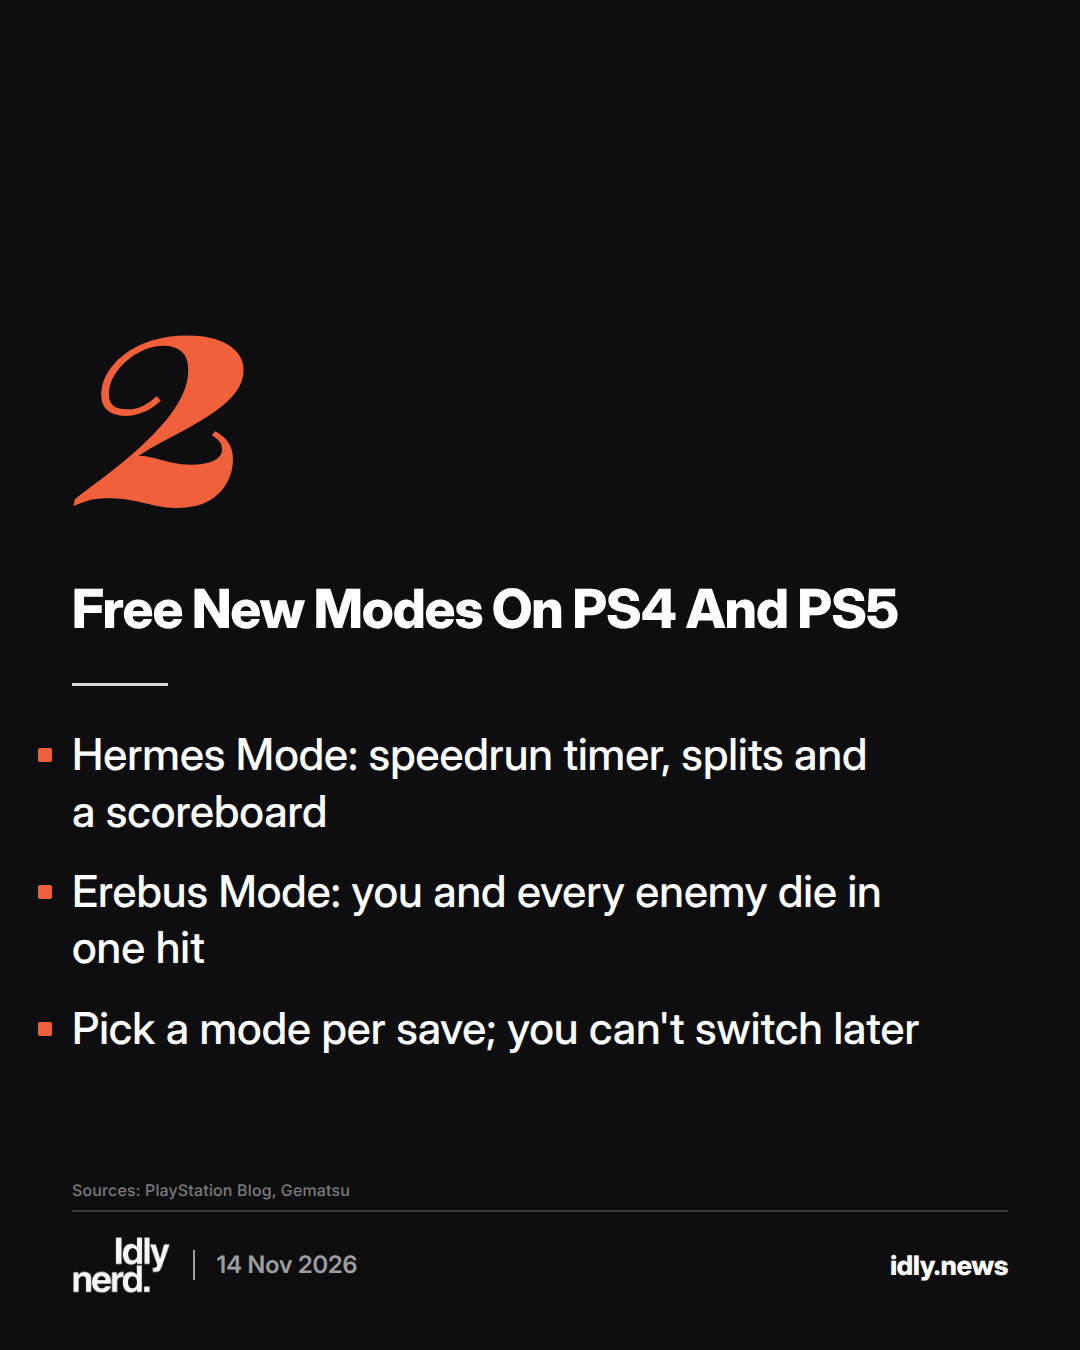 2
Free New Modes On PS4 And PS5
Hermes Mode: speedrun timer, splits and
a scoreboard
Erebus Mode: you and every enemy die in
one hit
Pick a mode per save; you can't switch later
Sources: PlayStation Blog, Gematsu
Idly
nerd.
14 Nov 2026
idly.news